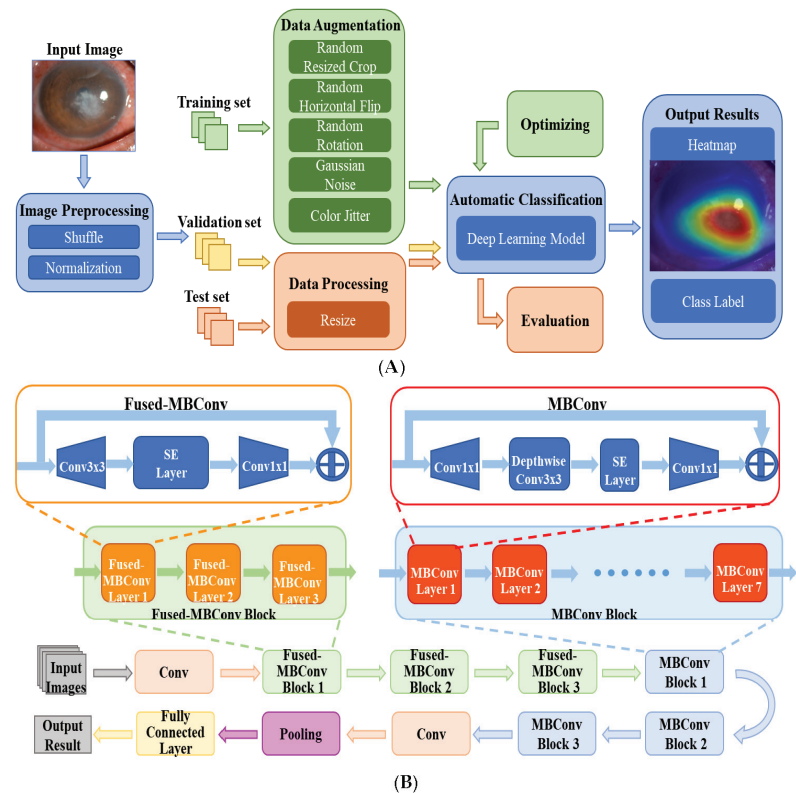 Input Image
Image Preprocessing
Shuffle
Normalization
Training set
Validation set
Test set
Data Augmentation
Random
Resized Crop
Random
Horizontal Flip
Random
Rotation
Gaussian
Noise
Color Jitter
Data Processing
Resize
Optimizing
Automatic Classification
Deep Learning Model
Evaluation
Output Results
Heatmap
Class Label
(A)
Fused-MBConv
Conv3x3
SE
Layer
Conv1x1
MBConv
Conv1x1
Depthwise
Conv3x3
SE
Layer
Conv1x1
Fused-
MBConv
Layer 1
Fused-
MBConv
Layer 2
Fused-
MBConv
Layer 3
Fused-MBConv Block
MBConv
Layer 1
MBConv
Layer 2
MBConv
Layer 7
MBConv Block
Input
Images
Conv
Fused-
MBConv
Block 1
Fused-
MBConv
Block 2
Fused-
MBConv
Block 3
MBConv
Block 1
MBConv
Block 2
MBConv
Block 3
Conv
Pooling
Fully
Connected
Layer
Output
Result
(B)